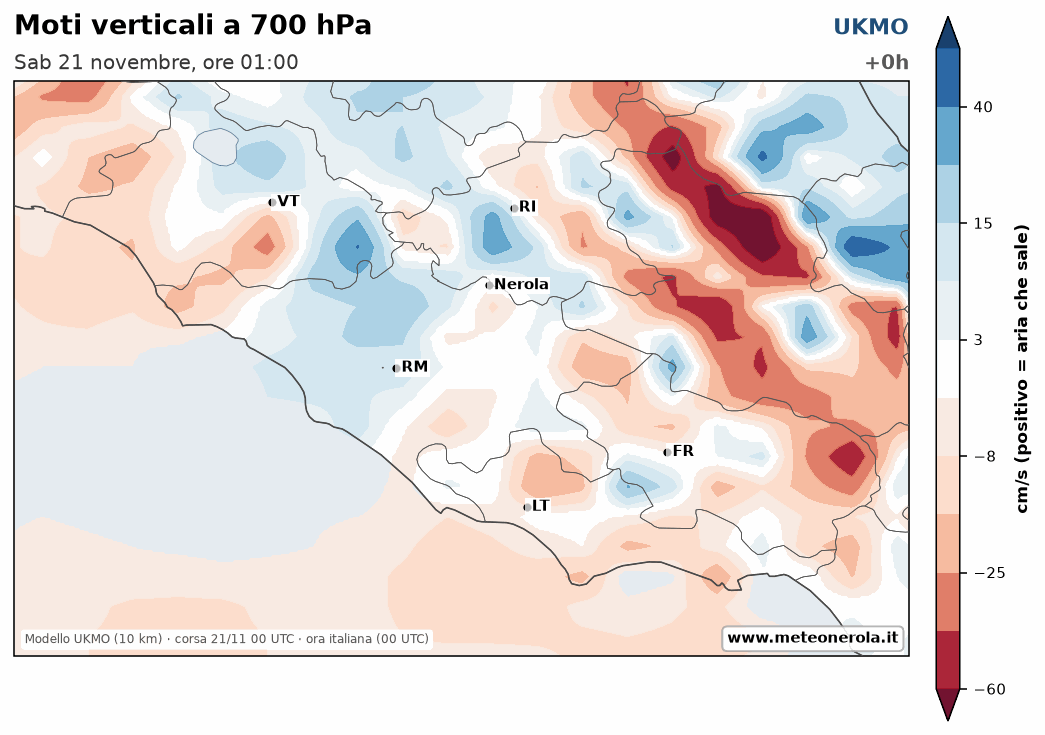 Moti verticali a 700 hPa
UKMO
Sab 21 novembre, ore 01:00
+0h
VT
RI
Nerola
RM
FR
LT
40
15
3
−8
−25
−60
cm/s (positivo = aria che sale)
Modello UKMO (10 km) · corsa 21/11 00 UTC · ora italiana (00 UTC)
www.meteonerola.it